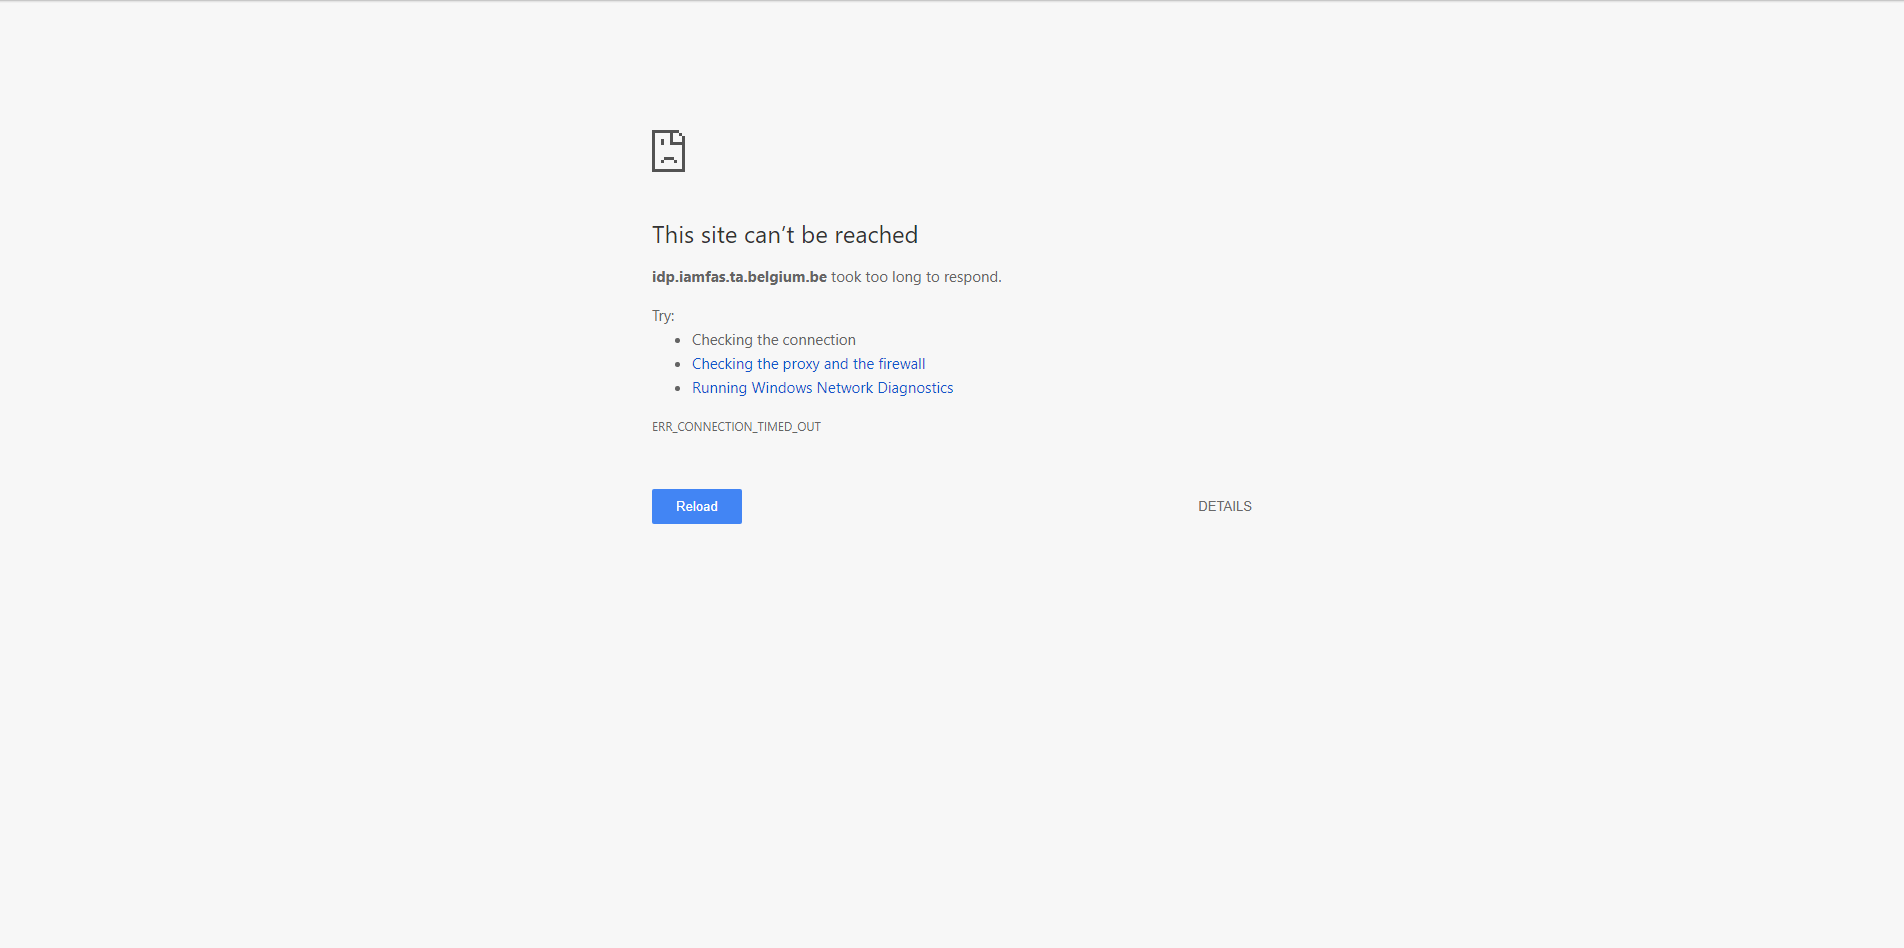 This site can’t be reached
idp.iamfas.ta.belgium.be took too long to respond.
Try:
Checking the connection
Checking the proxy and the firewall
Running Windows Network Diagnostics
ERR_CONNECTION_TIMED_OUT
Reload
DETAILS